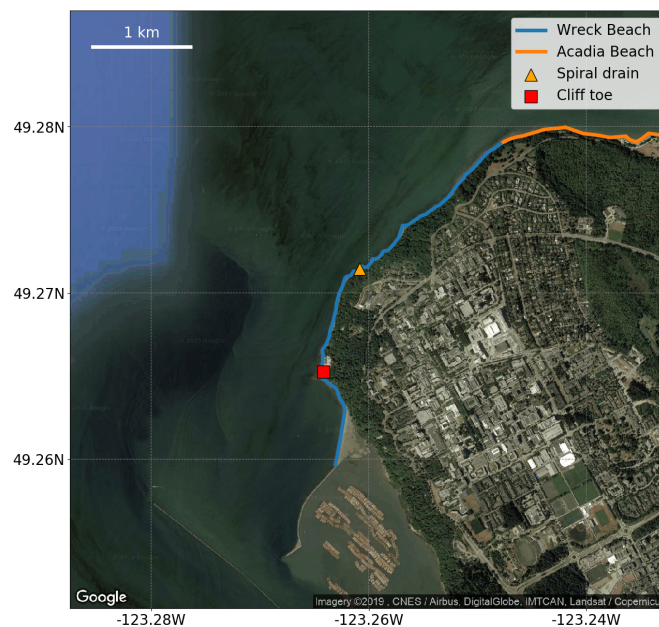 1 km
Wreck Beach
Acadia Beach
Spiral drain
Cliff toe
49.28N
49.27N
49.26N
Google
Imagery ©2019 , CNES / Airbus, DigitalGlobe, IMTCAN, Landsat / Copernicu
-123.28W
-123.26W
-123.24W